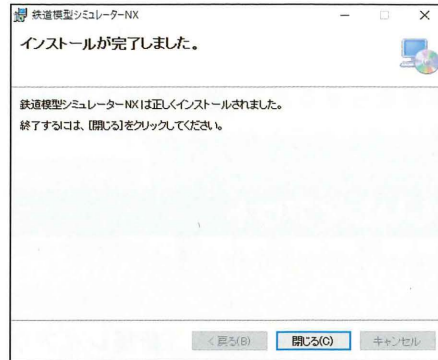 鉄道模型シミュレーターNX
インストールが完了しました。
鉄道模型シミュレーターNXは正しくインストールされました。
終了するには、[閉じる]をクリックしてください。
< 戻る(B)
閉じる(C)
キャンセル